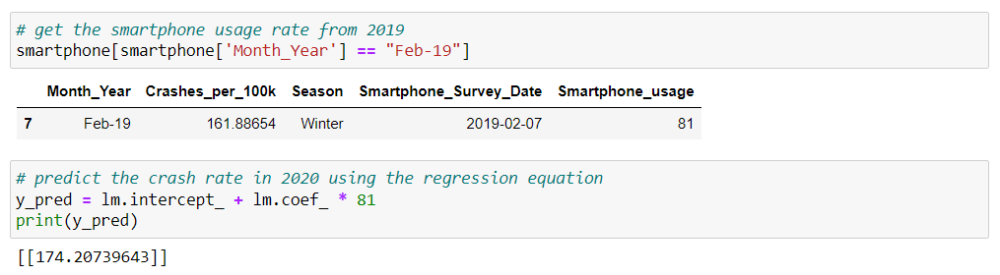 # get the smartphone usage rate from 2019
smartphone[smartphone['Month_Year'] == "Feb-19"]
Month_Year Crashes_per_100k Season Smartphone_Survey_Date Smartphone_usage
7 Feb-19 161.88654 Winter 2019-02-07 81
# predict the crash rate in 2020 using the regression equation
y_pred = lm.intercept_ + lm.coef_ * 81
print(y_pred)
[[174.20739643]]